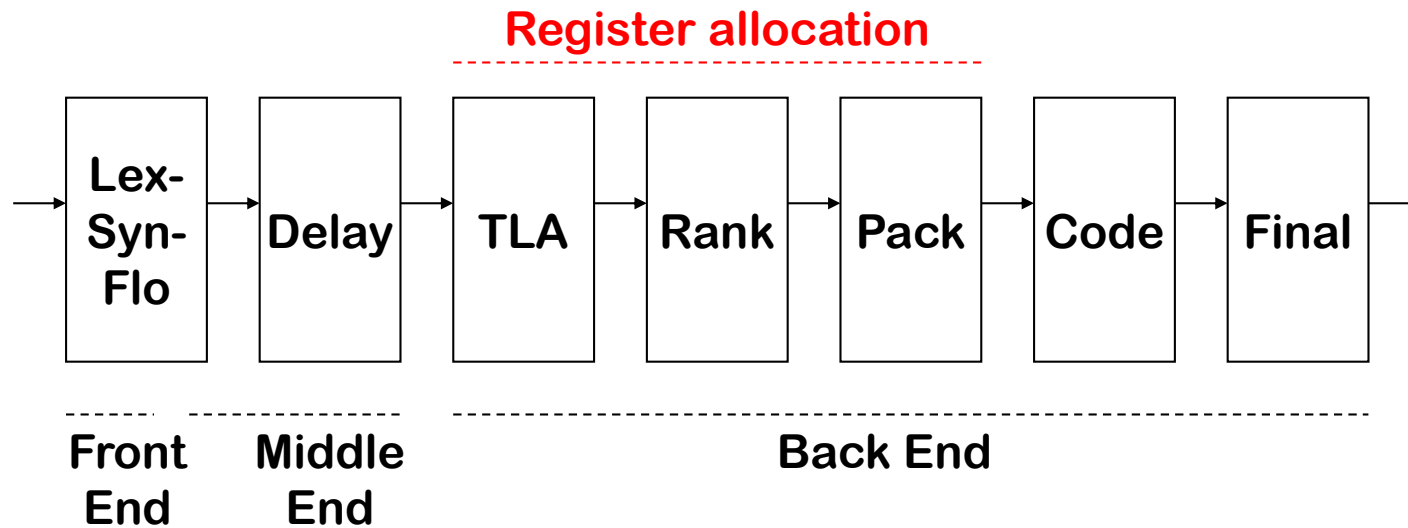 Register allocation
Lex-
Syn-
Flo
Delay
TLA
Rank
Pack
Code
Final
Front
End
Middle
End
Back End